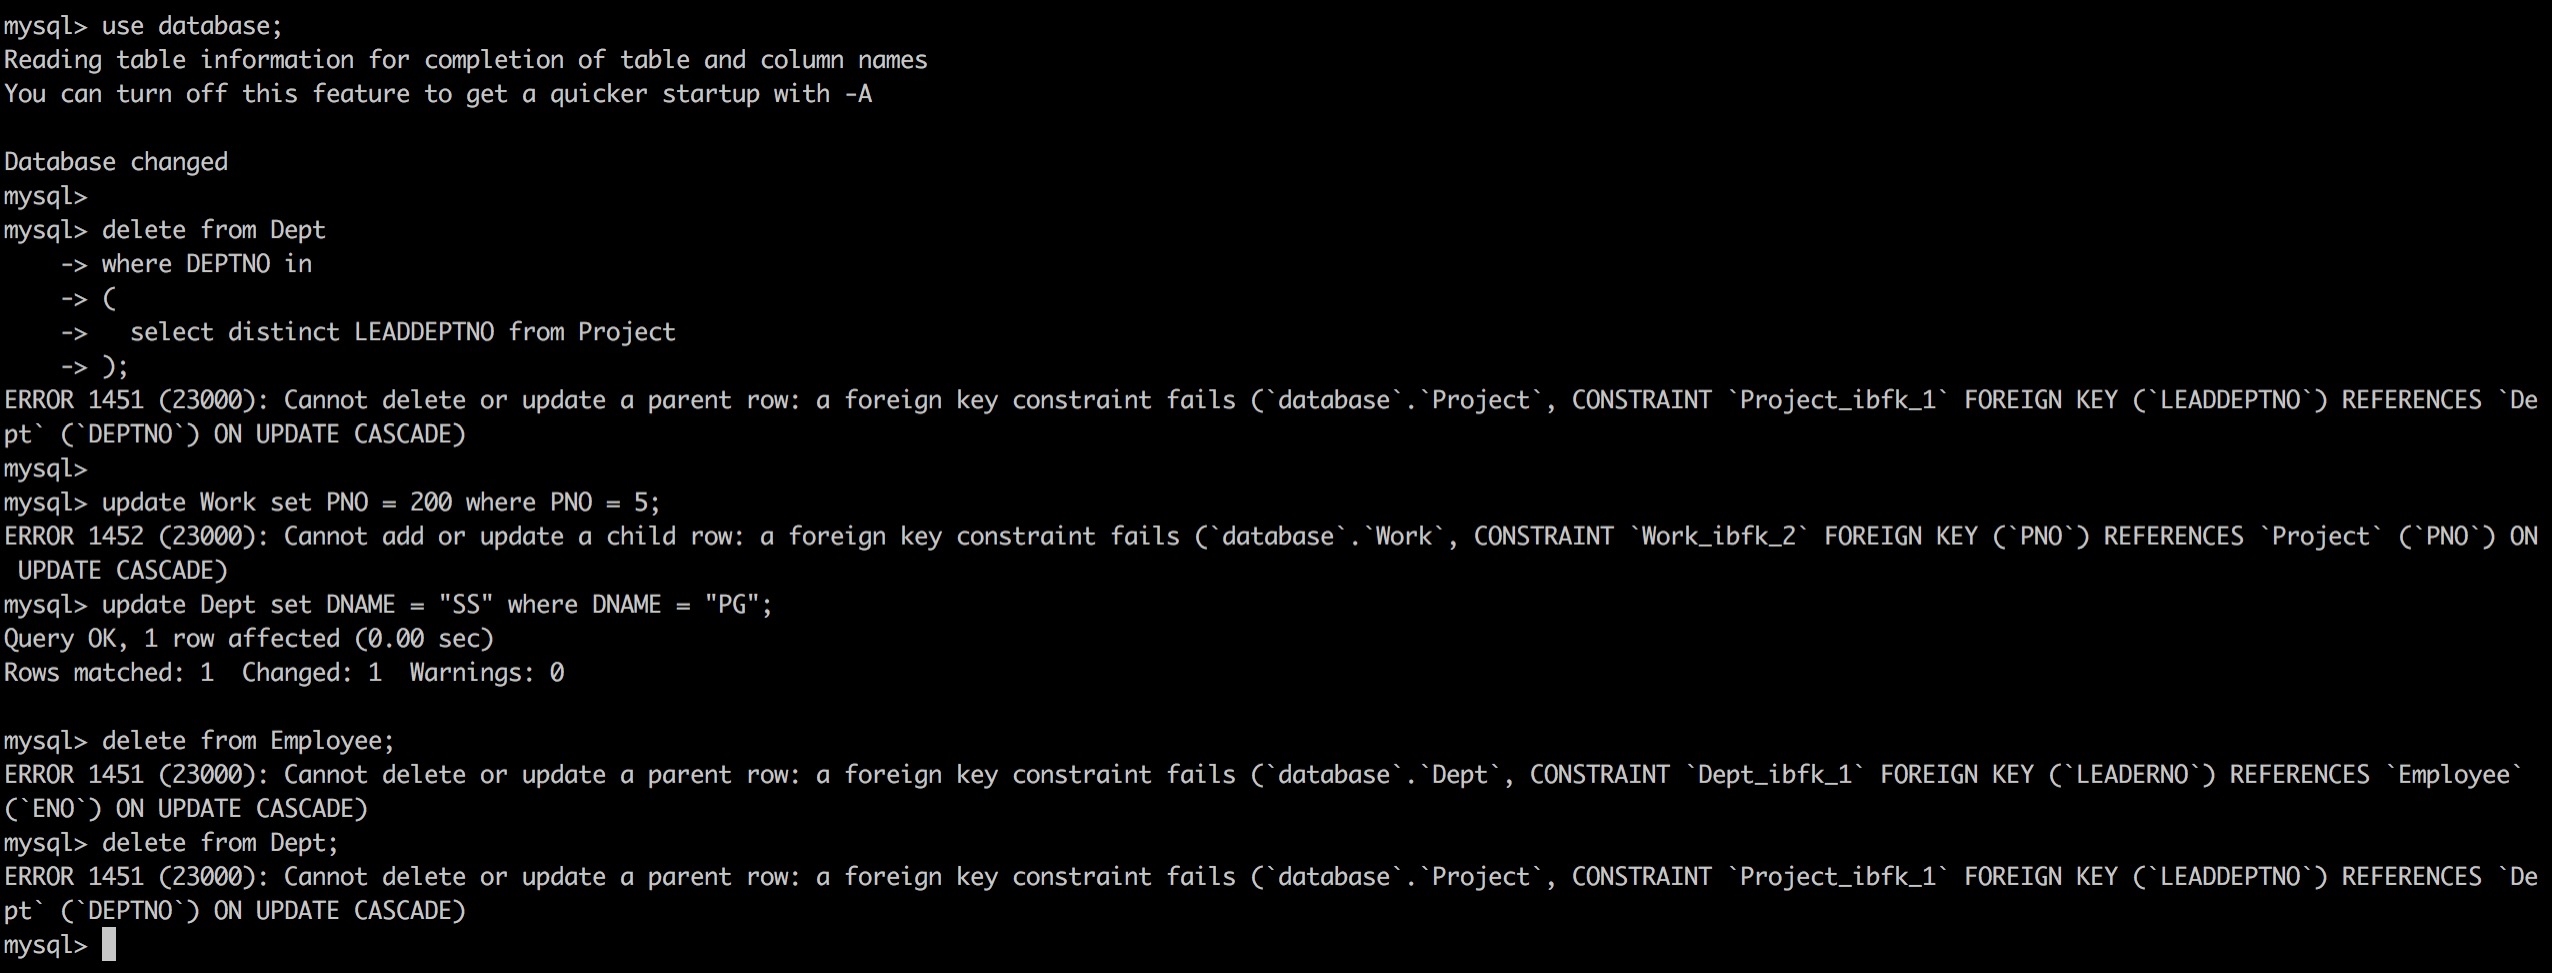 mysql> use database;
Reading table information for completion of table and column names
You can turn off this feature to get a quicker startup with -A

Database changed
mysql>
mysql> delete from Dept
    -> where DEPTNO in
    -> (
    ->   select distinct LEADDEPTNO from Project
    -> );
ERROR 1451 (23000): Cannot delete or update a parent row: a foreign key constraint fails (`database`.`Project`, CONSTRAINT `Project_ibfk_1` FOREIGN KEY (`LEADDEPTNO`) REFERENCES `De
pt` (`DEPTNO`) ON UPDATE CASCADE)
mysql>
mysql> update Work set PNO = 200 where PNO = 5;
ERROR 1452 (23000): Cannot add or update a child row: a foreign key constraint fails (`database`.`Work`, CONSTRAINT `Work_ibfk_2` FOREIGN KEY (`PNO`) REFERENCES `Project` (`PNO`) ON
 UPDATE CASCADE)
mysql> update Dept set DNAME = "SS" where DNAME = "PG";
Query OK, 1 row affected (0.00 sec)
Rows matched: 1  Changed: 1  Warnings: 0

mysql> delete from Employee;
ERROR 1451 (23000): Cannot delete or update a parent row: a foreign key constraint fails (`database`.`Dept`, CONSTRAINT `Dept_ibfk_1` FOREIGN KEY (`LEADERNO`) REFERENCES `Employee`
(`ENO`) ON UPDATE CASCADE)
mysql> delete from Dept;
ERROR 1451 (23000): Cannot delete or update a parent row: a foreign key constraint fails (`database`.`Project`, CONSTRAINT `Project_ibfk_1` FOREIGN KEY (`LEADDEPTNO`) REFERENCES `De
pt` (`DEPTNO`) ON UPDATE CASCADE)
mysql>